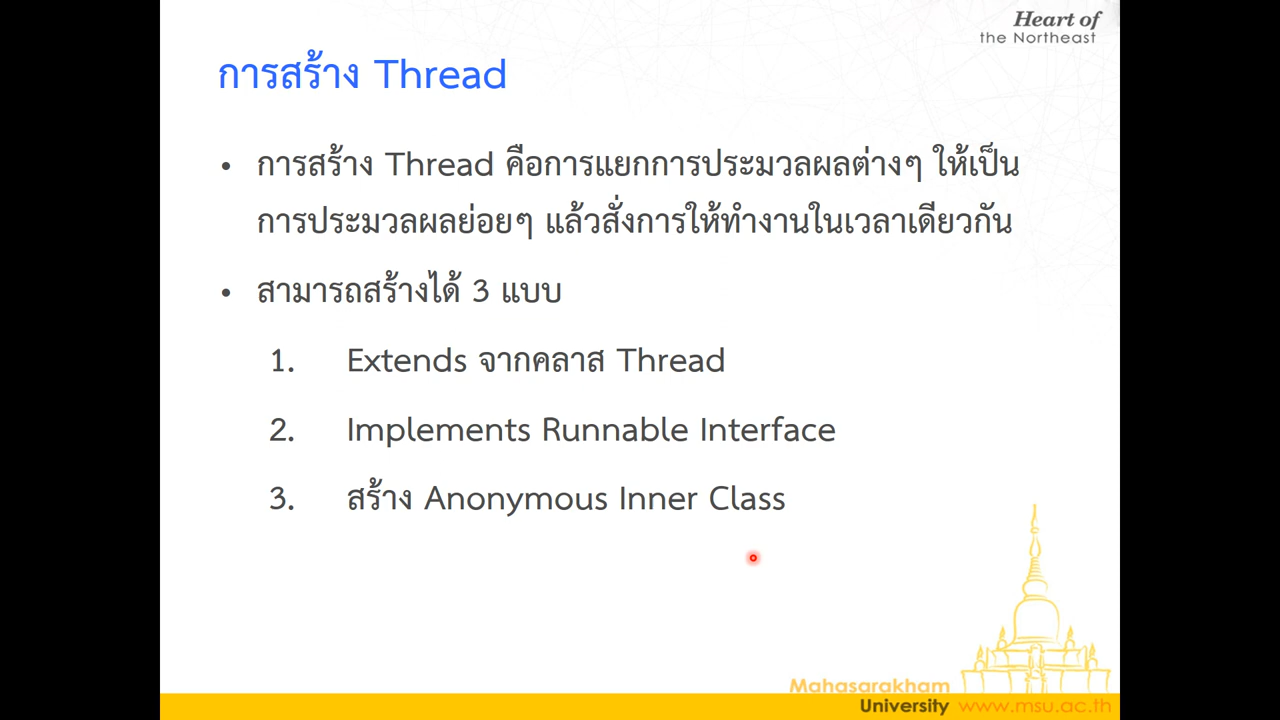 Heart of
the Northeast
การสร้าง Thread
• การสร้าง Thread คือการแยกการประมวลผลต่างๆ ให้เป็น
การประมวลผลย่อยๆ แล้วสั่งการให้ทำงานในเวลาเดียวกัน
• สามารถสร้างได้ 3 แบบ
1. Extends จากคลาส Thread
2. Implements Runnable Interface
3. สร้าง Anonymous Inner Class
Mahasarakham
University www.msu.ac.th